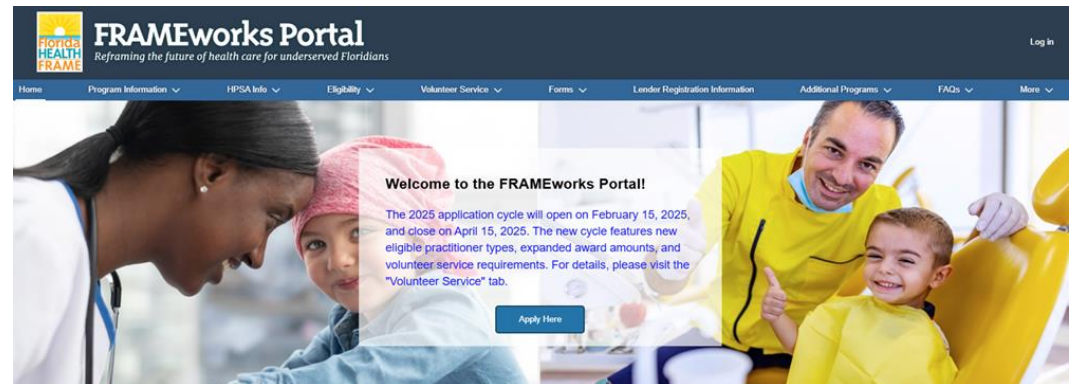 Florida
HEALTH
FRAME
FRAMEworks Portal
Reframing the future of health care for underserved Floridians
Log in
Home Program Information HPSA Info Eligibility Volunteer Service Forms Lender Registration Information Additional Programs FAQs More
Welcome to the FRAMEworks Portal!
The 2025 application cycle will open on February 15, 2025,
and close on April 15, 2025. The new cycle features new
eligible practitioner types, expanded award amounts, and
volunteer service requirements. For details, please visit the
"Volunteer Service" tab.
Apply Here